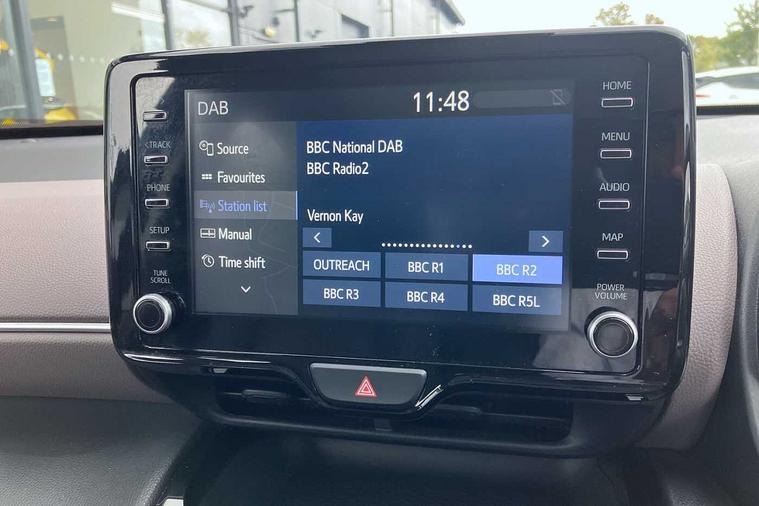 DAB
11:48
Source
Favourites
Station list
Manual
Time shift
BBC National DAB
BBC Radio2
Vernon Kay
< >
OUTREACH BBC R1 BBC R2
BBC R3 BBC R4 BBC R5L
<TRACK
PHONE
SETUP
TUNE
SCROLL
HOME
MENU
AUDIO
MAP
POWER
VOLUME